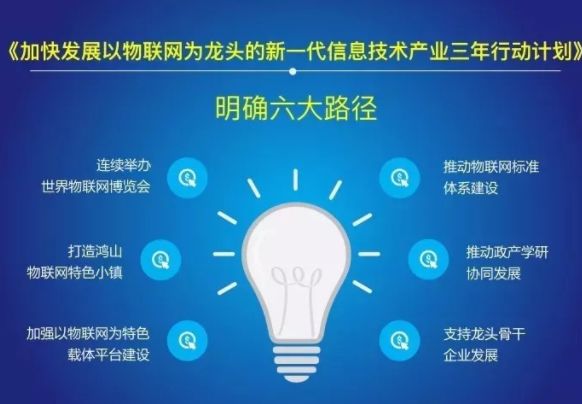 《加快发展以物联网为龙头的新一代信息技术产业三年行动计划》
明确六大路径
连续举办
世界物联网博览会
打造鸿山
物联网特色小镇
加强以物联网为特色
载体平台建设
推动物联网标准
体系建设
推动政产学研
协同发展
支持龙头骨干
企业发展